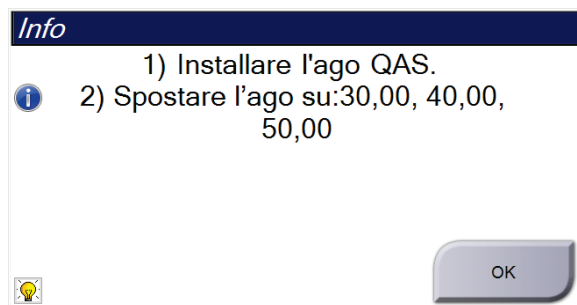 Info
1) Installare l'ago QAS.
2) Spostare l’ago su:30,00, 40,00,
50,00
OK